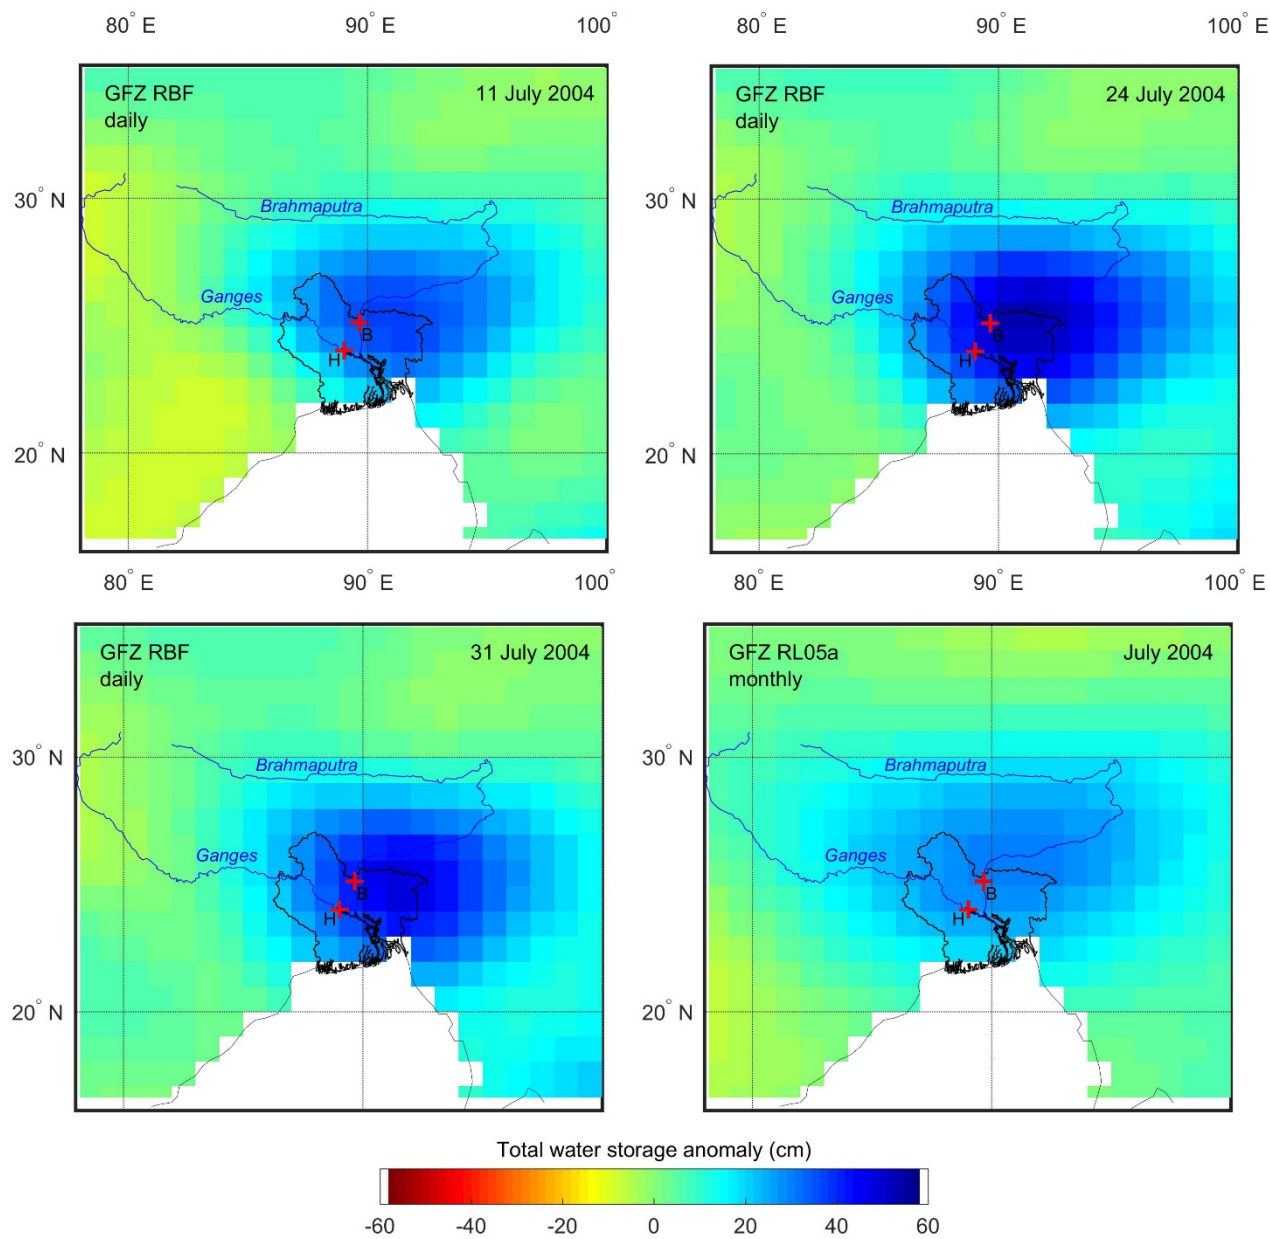 80° E 90° E 100° E 90° E 100° E
GFZ RBF 11 July 2004
daily
30° N
Brahmaputra
Ganges
B
H
20° N
GFZ RBF 24 July 2004
daily
30° N
Brahmaputra
Ganges
B
H
20° N
80° E 90° E 100° 80° E 90° E 100° E
GFZ RBF 31 July 2004
daily
30° N
Brahmaputra
Ganges
B
H
20° N
GFZ RL05a July 2004
monthly
30° N
Brahmaputra
Ganges
B
H
20° N
Total water storage anomaly (cm)
-60 -40 -20 0 20 40 60